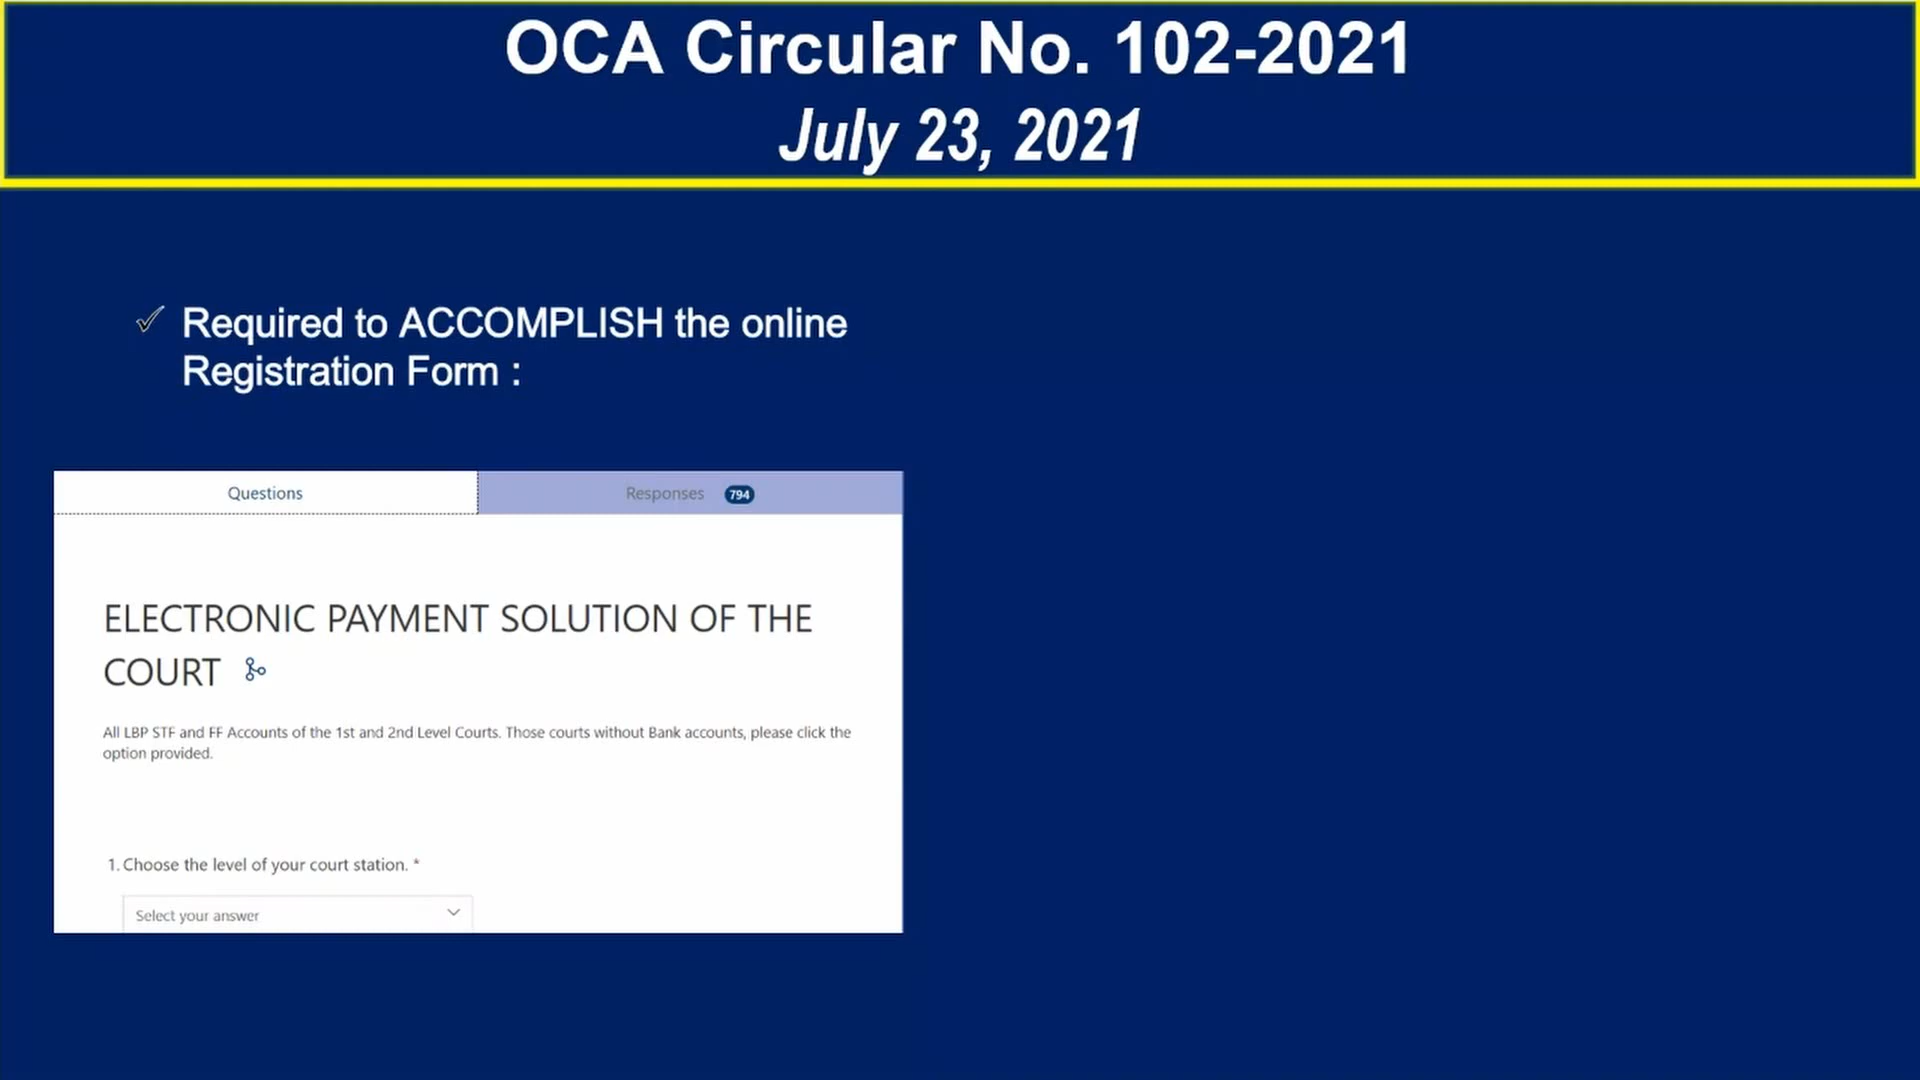 OCA Circular No. 102-2021
July 23, 2021
✓ Required to ACCOMPLISH the online
Registration Form :
Questions
Responses 794
ELECTRONIC PAYMENT SOLUTION OF THE
COURT
All LBP STF and FF Accounts of the 1st and 2nd Level Courts. Those courts without Bank accounts, please click the
option provided.
1. Choose the level of your court station. *
Select your answer